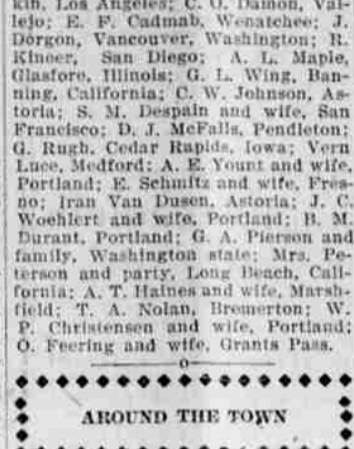 kin, Los Angeles; C. O. Damon, Val-
lejo; E. F. Cadmab, Wenatchee; J.
Dorgon, Vancouver, Washington; R.
Kineer, San Diego; A. L. Maple,
Glasfore, Illinois; G. L. Wing, Ban-
ning, California; C. W. Johnson, As-
toria; S. M. Despain and wife, San
Francisco; D. J. McFalls, Pendleton;
G. Rugh, Cedar Rapids, Iowa; Vern
Luce, Medford; A. E. Yount and wife,
Portland; E. Schmitz and wife, Fres-
no; Iran Van Dusen, Astoria; J. C.
Woehlert and wife, Portland; B. M.
Durant, Portland; G. A. Pierson and
family, Washington state; Mrs. Pe-
terson and party, Long Beach, Cali-
fornia; A. T. Haines and wife, Marsh-
field; T. A. Nolan, Bremerton; W.
P. Christensen and wife, Portland;
O. Feering and wife, Grants Pass.
AROUND THE TOWN